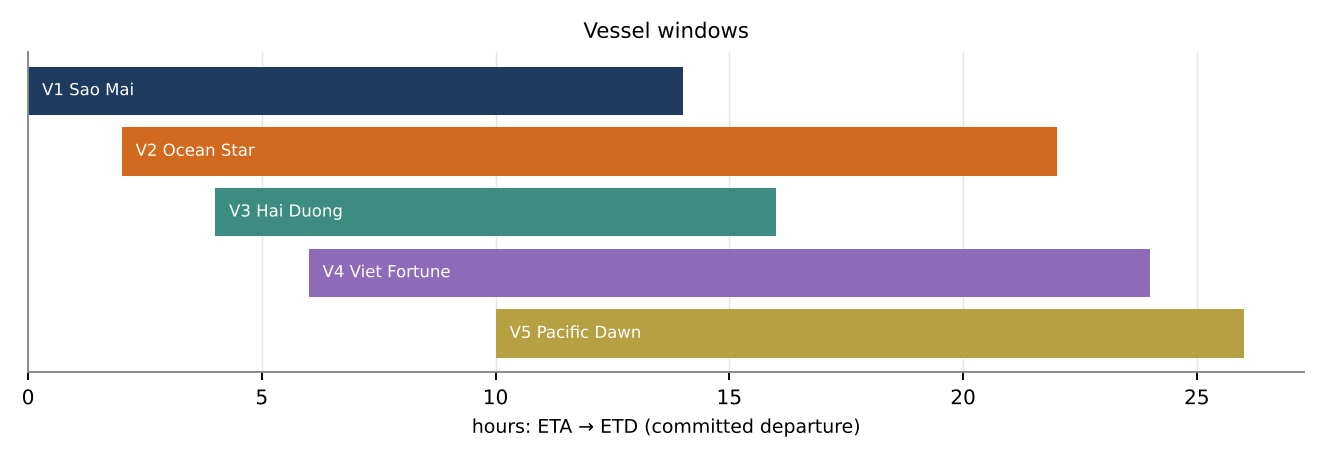 Vessel windows
V1 Sao Mai
V2 Ocean Star
V3 Hai Duong
V4 Viet Fortune
V5 Pacific Dawn
0 5 10 15 20 25
hours: ETA → ETD (committed departure)